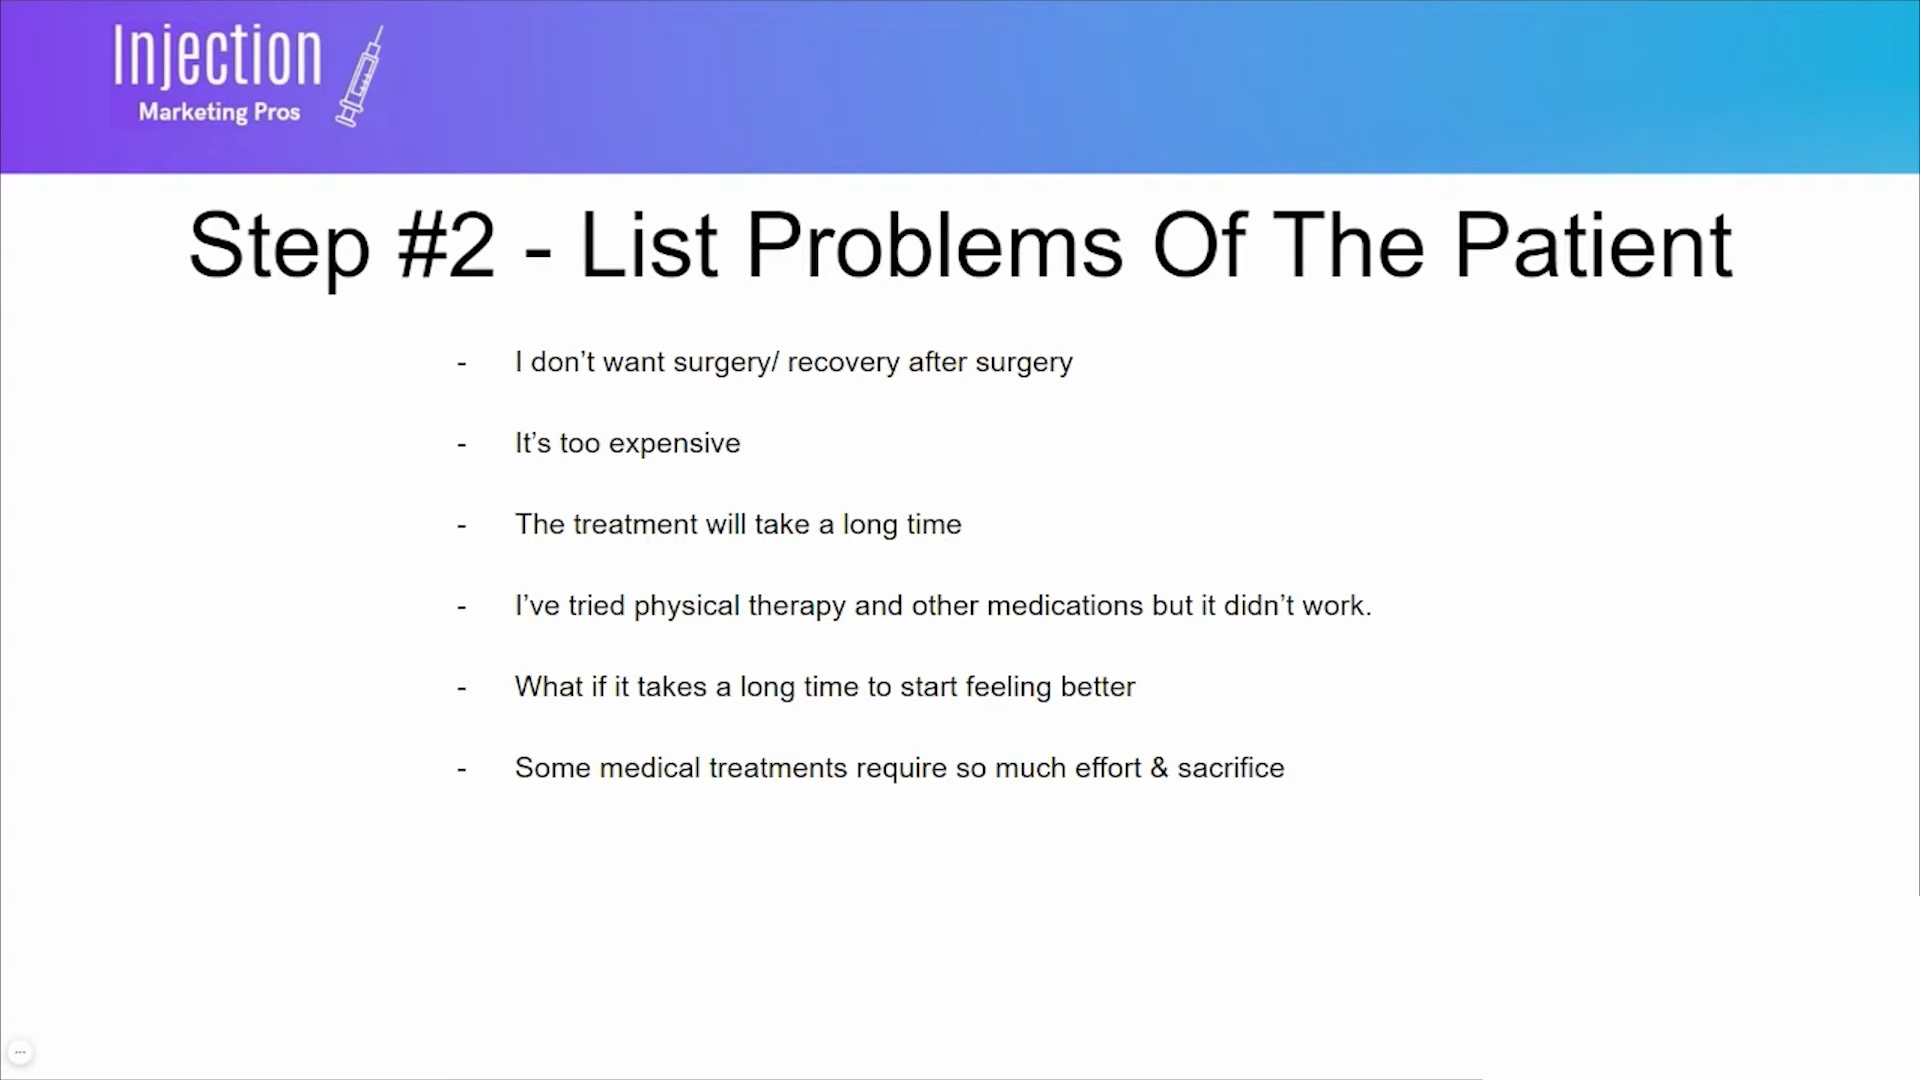 Injection
Marketing Pros
Step #2 - List Problems Of The Patient
- I don’t want surgery/ recovery after surgery
- It’s too expensive
- The treatment will take a long time
- I’ve tried physical therapy and other medications but it didn’t work.
- What if it takes a long time to start feeling better
- Some medical treatments require so much effort & sacrifice